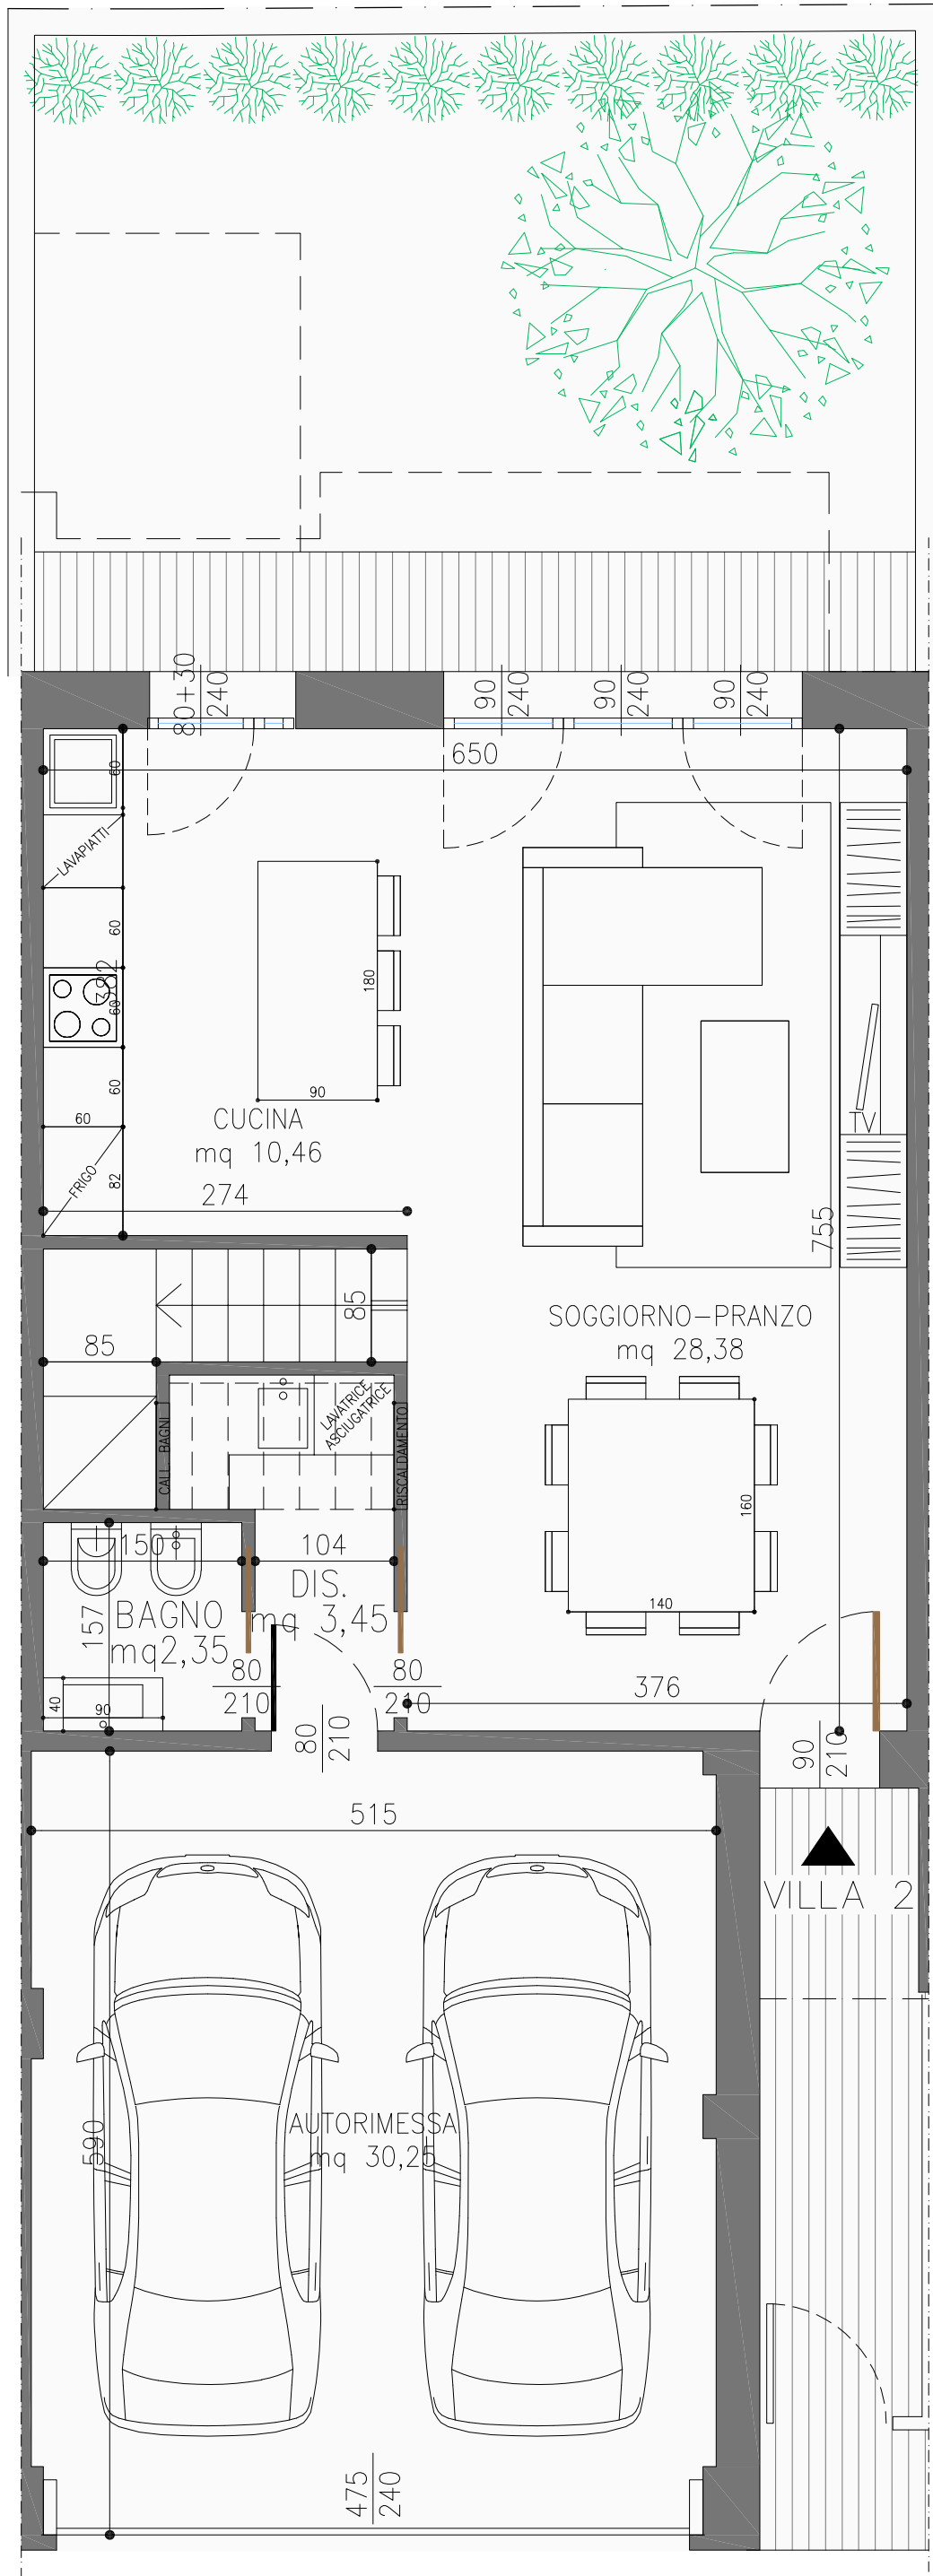 80+30
240
90
240
90
240
90
240
650
60
LAVAPIATTI
60
382
60
180
60
90
60
CUCINA
mq 10,46
TV
FRIGO
82
274
755
85
SOGGIORNO-PRANZO
mq 28,38
85
LAVATRICE
ASCIUGATRICE
CALL. BAGNI
RISCALDAMENTO
160
150
104
DIS.
mq 3,45
140
BAGNO
mq2,35
157
80
210
80
210
376
40
90
80
210
90
210
515
VILLA 2
AUTORIMESSA
mq 30,25
590
475
240